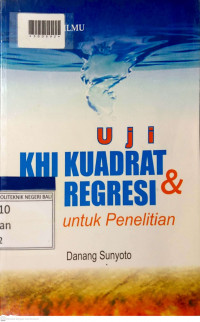 ILMU
Uji
KHI KUADRAT
& REGRESI
untuk Penelitian
POLITEKNIK NEGERI BALI
10
an
2
Danang Sunyoto